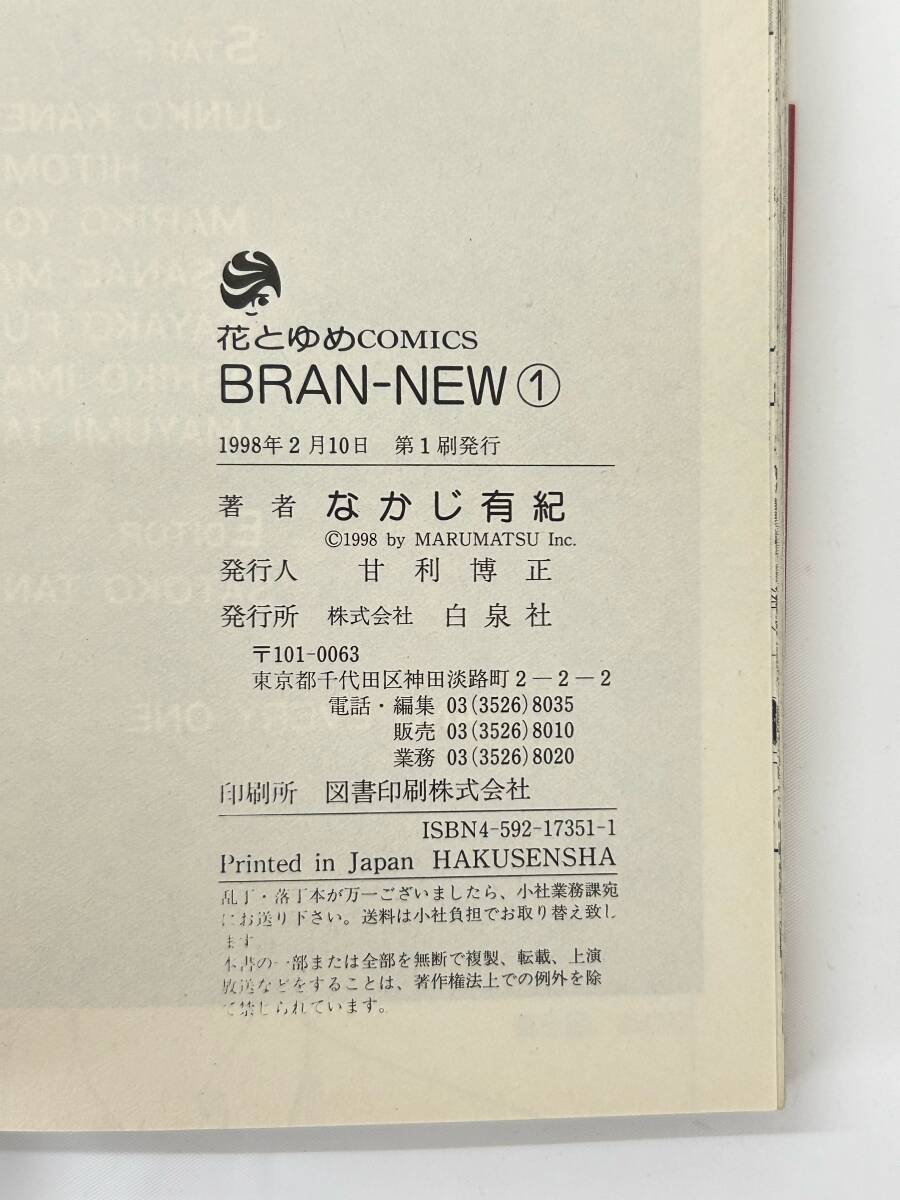 花とゆめCOMICS
BRAN-NEW①
1998年2月10日 第1刷発行
著者 なかじ有紀
©1998 by MARUMATSU Inc.
発行人 甘利博正
発行所 株式会社 白泉社
〒101-0063
東京都千代田区神田淡路町2－2－2
電話・編集 03(3526)8035
販売 03(3526)8010
業務 03(3526)8020
印刷所 図書印刷株式会社
ISBN4-592-17351-1
Printed in Japan HAKUSENSHA
乱丁・落丁本が万一ございましたら、小社業務課宛
にお送り下さい。送料は小社負担でお取り替え致し
ます
本書の一部または全部を無断で複製、転載、上演
放送などをすることは、著作権法上での例外を除
て禁じられています。